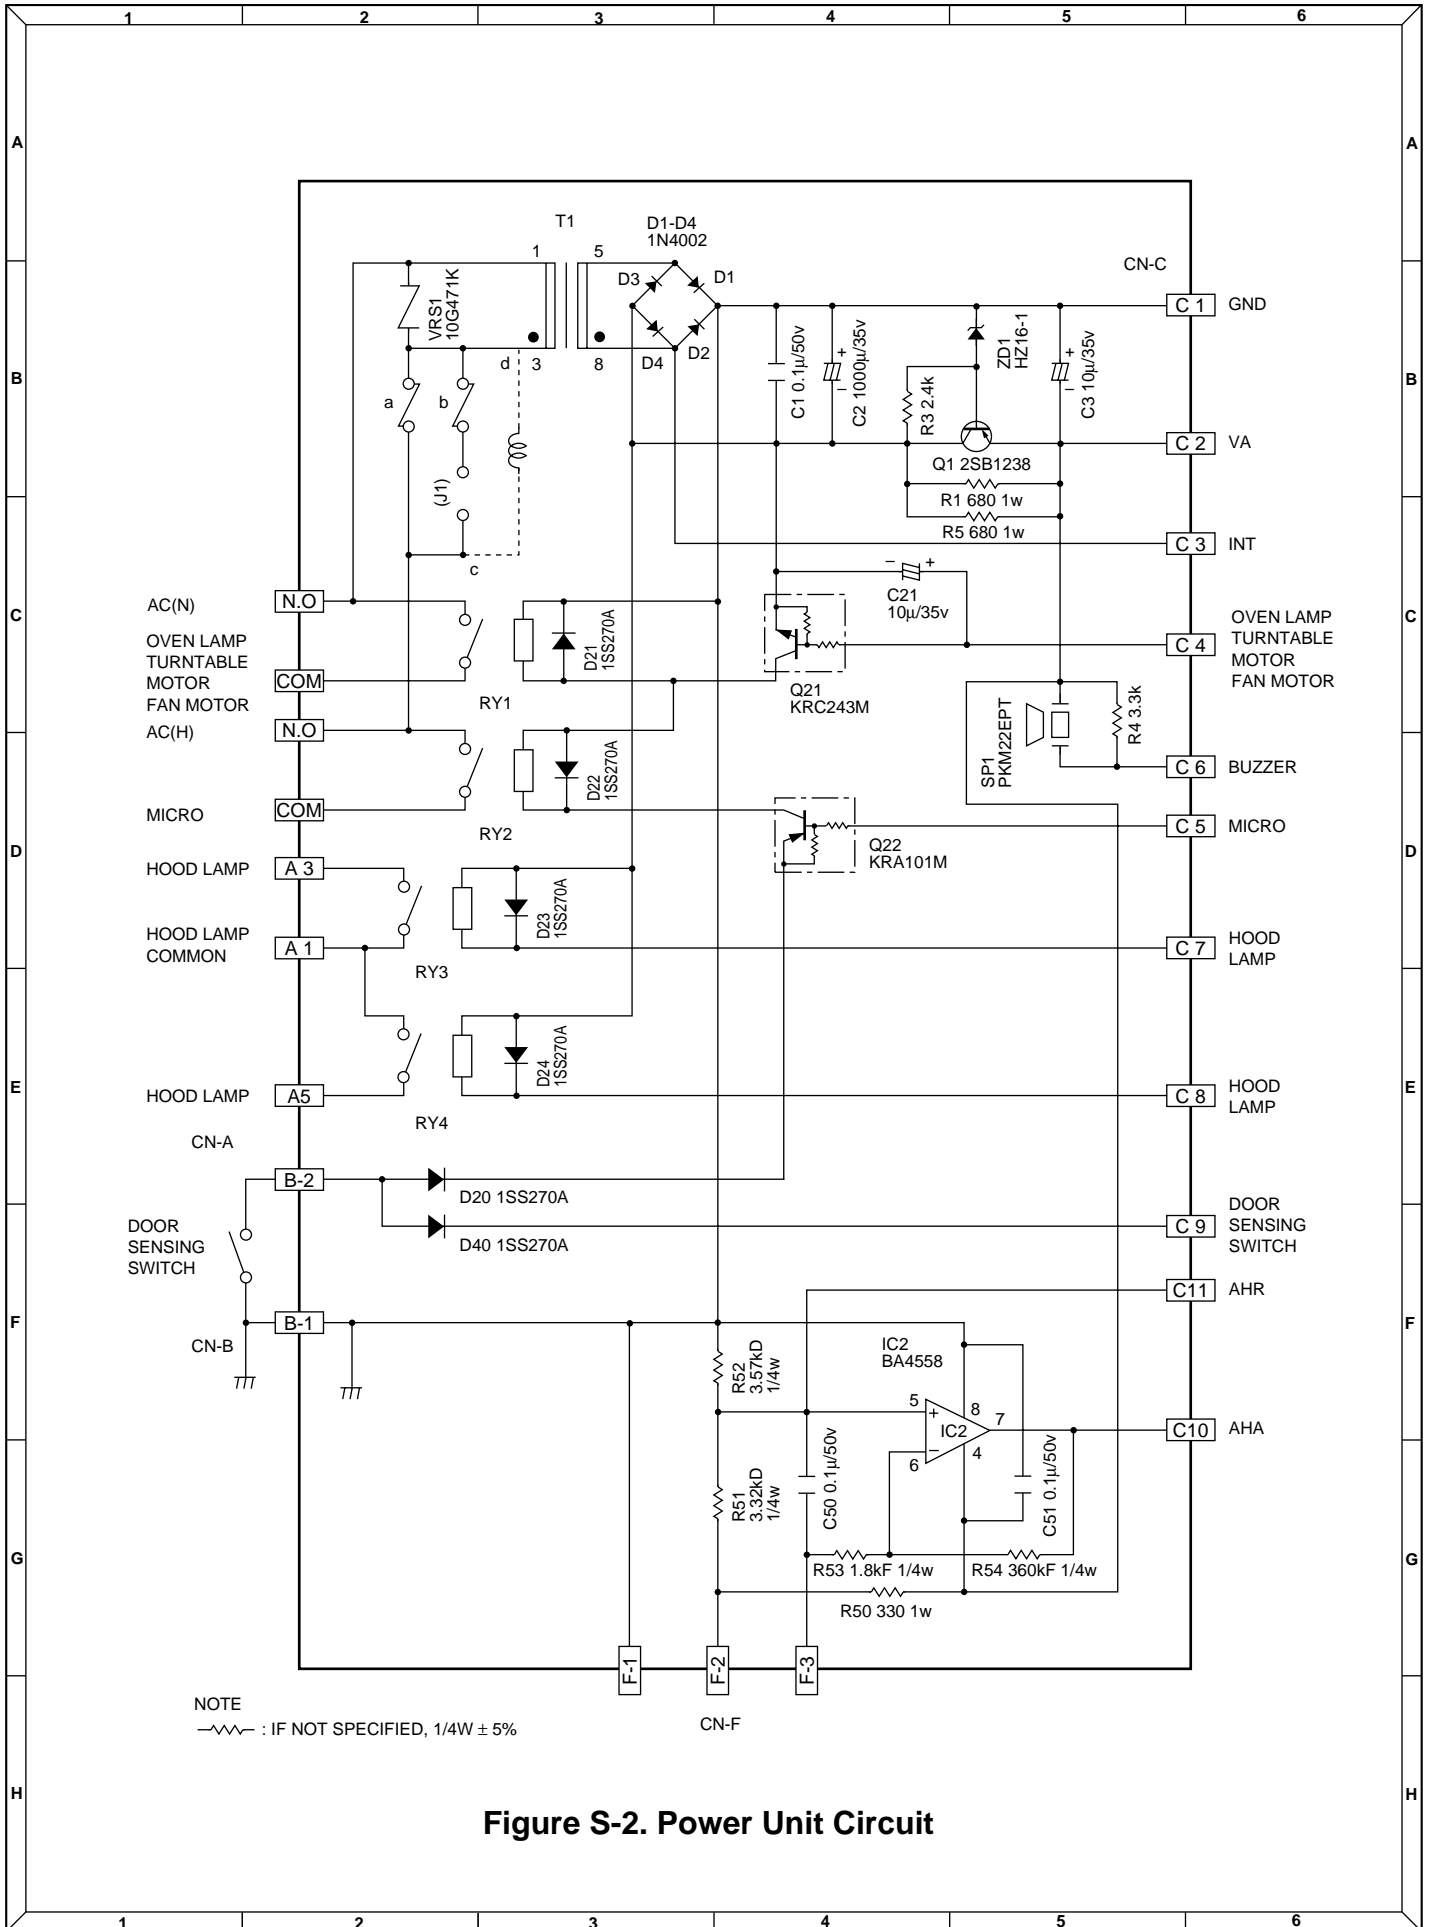 1 2 3 4 5 6
A A
T1
D1-D4
1N4002
1 5
CN-C
D3 D1
VRS1
10G471K
C 1 GND
d 3 8 D4 D2
B B
a b
C1 0.1μ/50v
+
–
C2 1000μ/35v
R3 2.4k
ZD1
HZ16-1
+
–
C3 10μ/35v
C 2 VA
Q1 2SB1238
(J1)
R1 680 1w
R5 680 1w
C 3 INT
c
– +
C21
10μ/35v
C C
AC(N) N.O
OVEN LAMP
TURNTABLE
MOTOR
FAN MOTOR
COM
D21
1SS270A
RY1
Q21
KRC243M
C 4
OVEN LAMP
TURNTABLE
MOTOR
FAN MOTOR
AC(H) N.O
D22
1SS270A
SP1
PKM22EPT
R4 3.3k
C 6 BUZZER
MICRO COM
RY2
Q22
KRA101M
C 5 MICRO
D D
HOOD LAMP A 3
D23
1SS270A
HOOD LAMP
COMMON
A 1
RY3
C 7
HOOD
LAMP
D24
1SS270A
E E
HOOD LAMP A5
RY4
C 8
HOOD
LAMP
CN-A
B-2
D20 1SS270A
DOOR
SENSING
SWITCH
D40 1SS270A
C 9
DOOR
SENSING
SWITCH
C11 AHR
F F
B-1
CN-B
R52
3.57kD
1/4w
IC2
BA4558
5 +
8
IC2
7
6 –
4
C10 AHA
R51
3.32kD
1/4w
C50 0.1μ/50v
C51 0.1μ/50v
G G
R53 1.8kF 1/4w R54 360kF 1/4w
R50 330 1w
F-1 F-2 F-3
CN-F
NOTE
: IF NOT SPECIFIED, 1/4W ± 5%
H H
Figure S-2. Power Unit Circuit
1 2 3 4 5 6